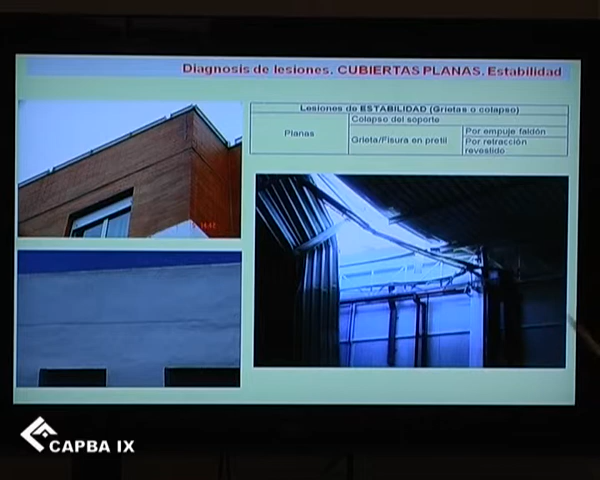 Diagnosis de lesiones. CUBIERTAS PLANAS. Estabilidad
Lesiones de ESTABILIDAD (Grietas o colapso)
Planas
Colapso del soporte
Grieta/Fisura en pretil
Por empuje faldón
Por retracción
revestido
CAPBA IX